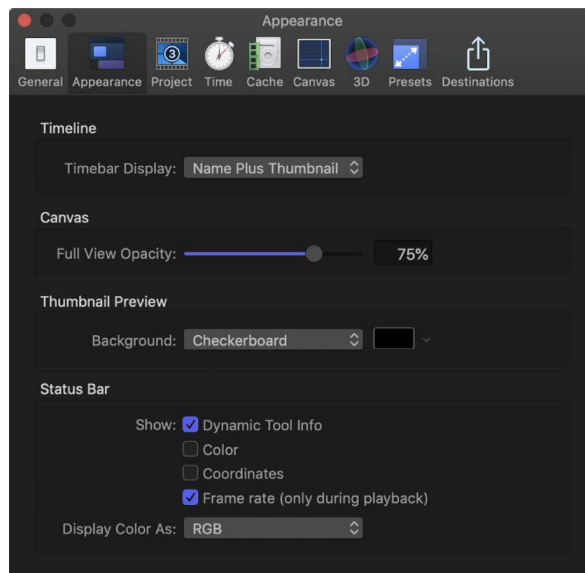 Appearance
3
General Appearance Project Time Cache Canvas 3D Presets Destinations
Timeline
Timebar Display: Name Plus Thumbnail
Canvas
Full View Opacity: 75%
Thumbnail Preview
Background: Checkerboard
Status Bar
Show: Dynamic Tool Info
Color
Coordinates
Frame rate (only during playback)
Display Color As: RGB